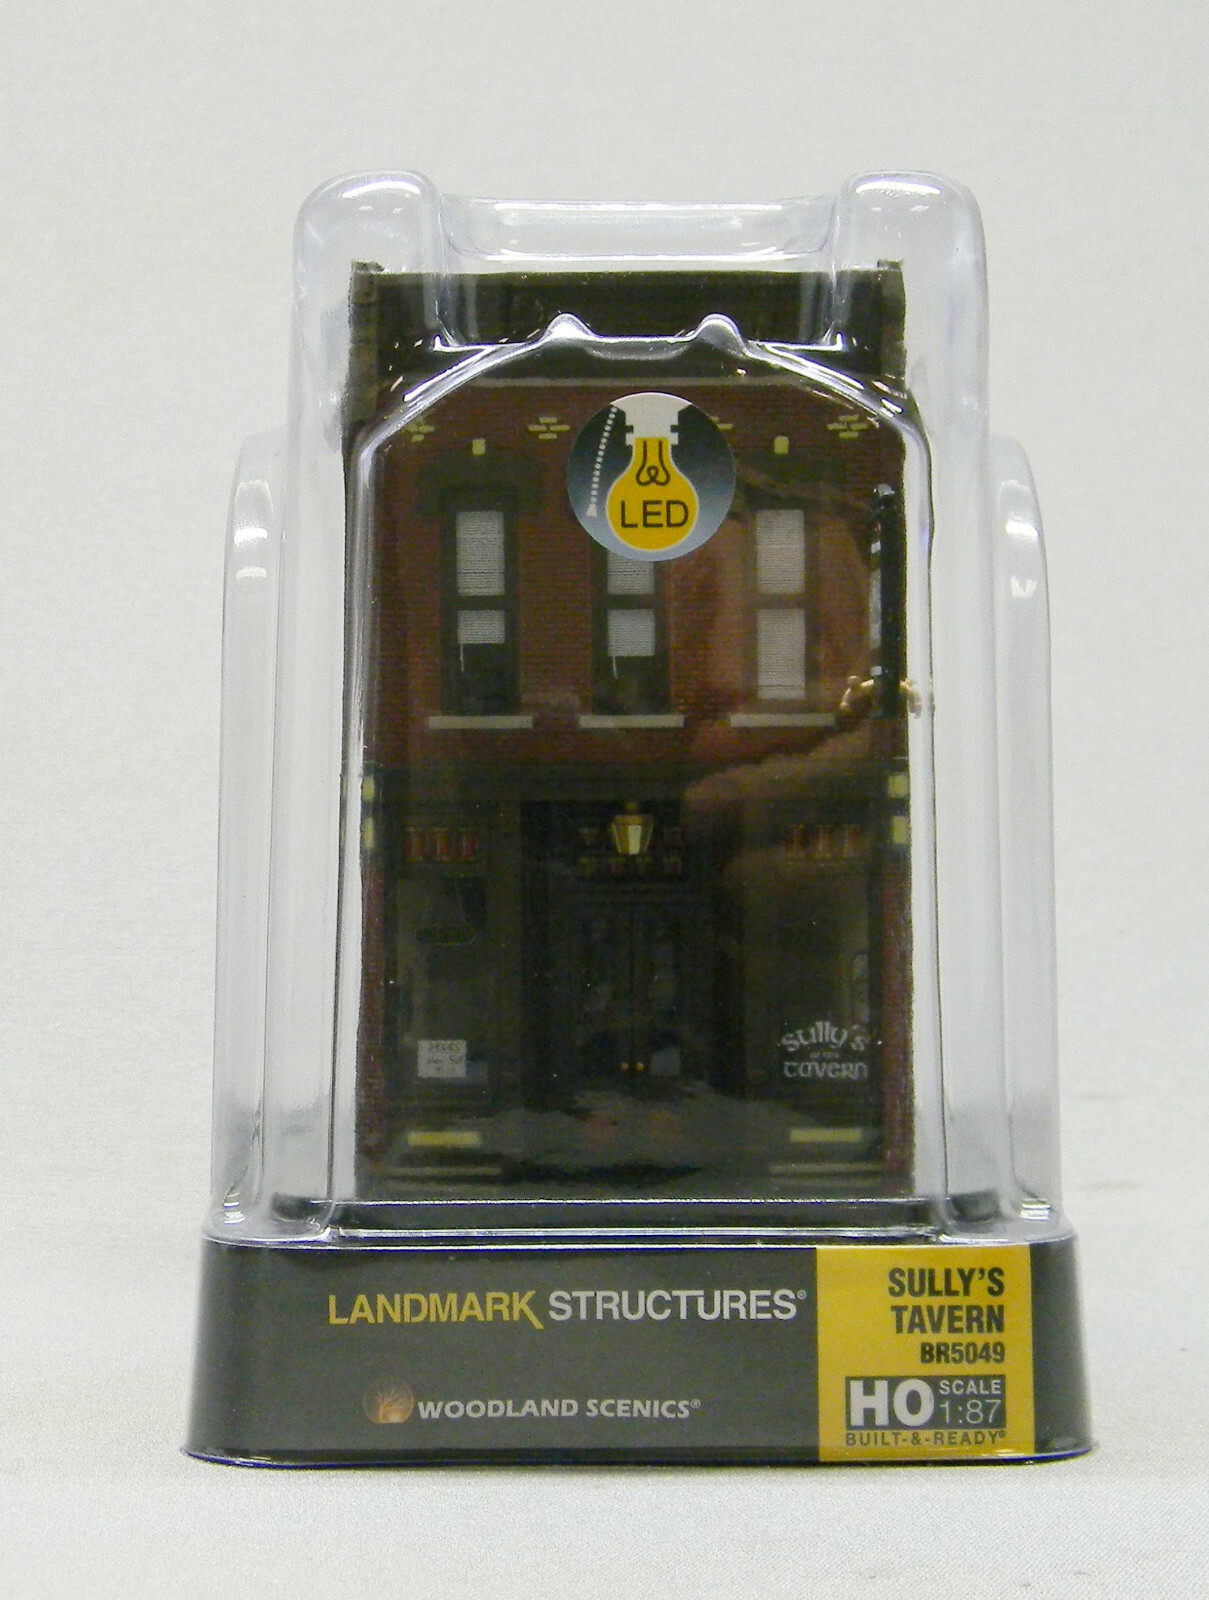 LED
Sully's
TAVERN
LANDMARK STRUCTURES®
WOODLAND SCENICS®
SULLY'S
TAVERN
BR5049
HO SCALE
1:87
BUILT-&-READY®